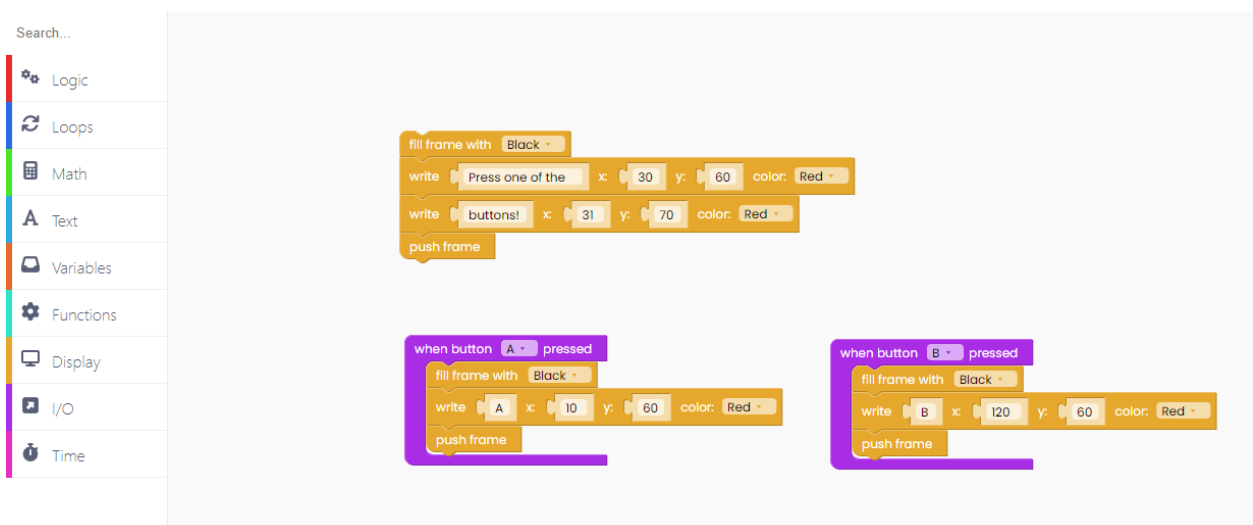 Search...
Logic
Loops
Math
Text
Variables
Functions
Display
I/O
Time
fill frame with Black
write Press one of the x: 30 y: 60 color: Red
write buttons! x: 31 y: 70 color: Red
push frame
when button A pressed
fill frame with Black
write A x: 10 y: 60 color: Red
push frame
when button B pressed
fill frame with Black
write B x: 120 y: 60 color: Red
push frame